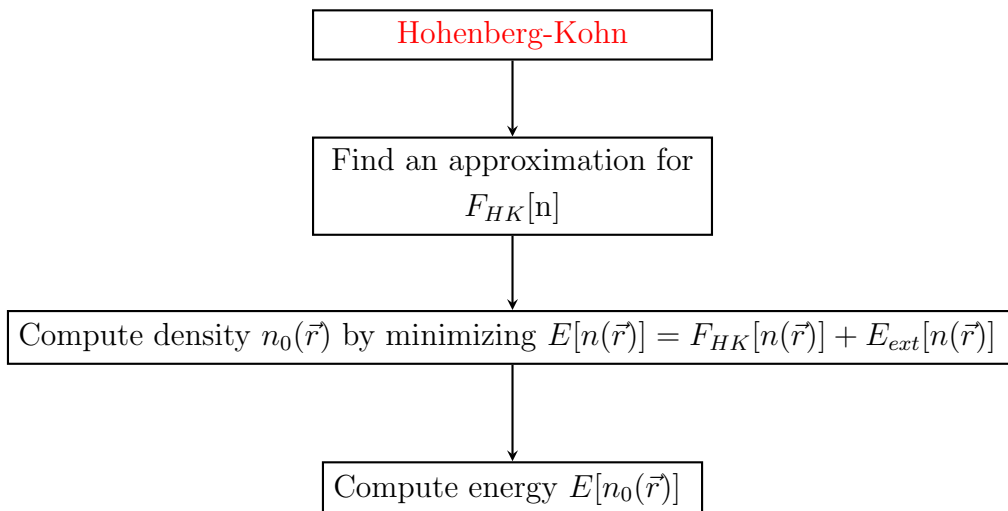 Hohenberg-Kohn
Find an approximation for
$F_{HK}$[n]
Compute density $n_0(\vec{r})$ by minimizing $E[n(\vec{r})] = F_{HK}[n(\vec{r})] + E_{ext}[n(\vec{r})]$
Compute energy $E[n_0(\vec{r})]$